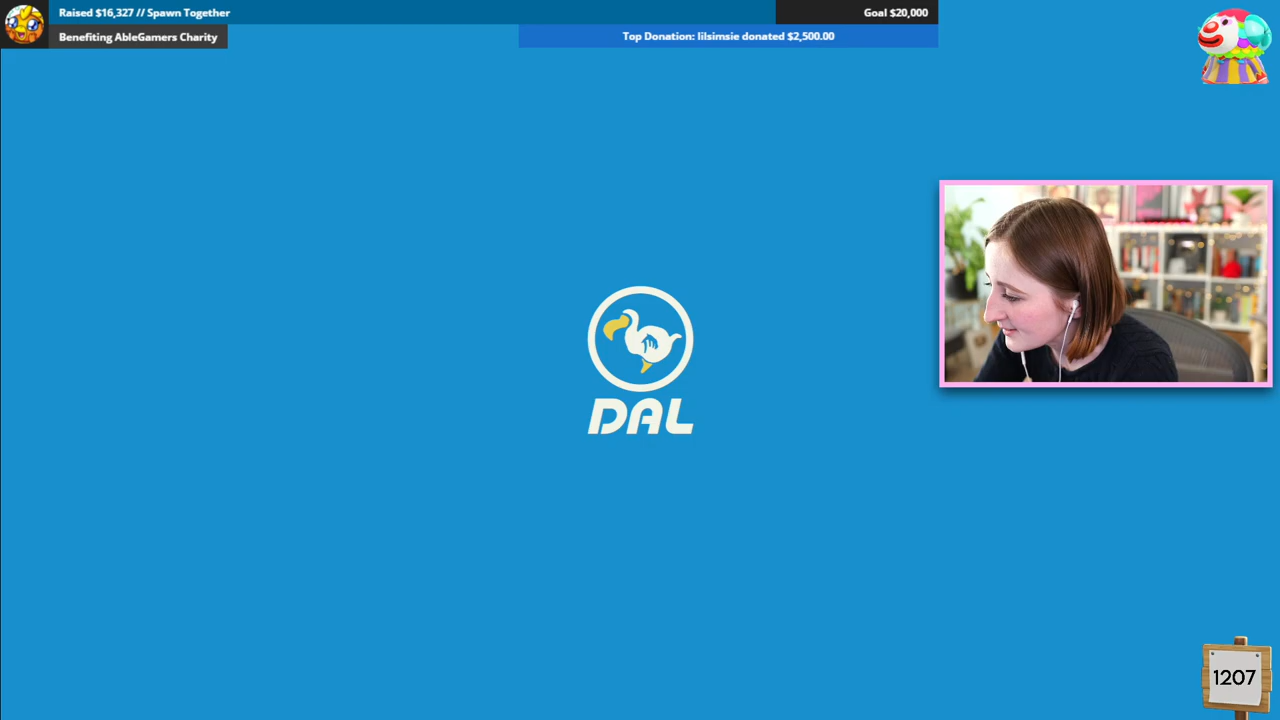 Raised $16,327 // Spawn Together
Goal $20,000
Benefiting AbleGamers Charity
Top Donation: lilsimsie donated $2,500.00
DAL
1207